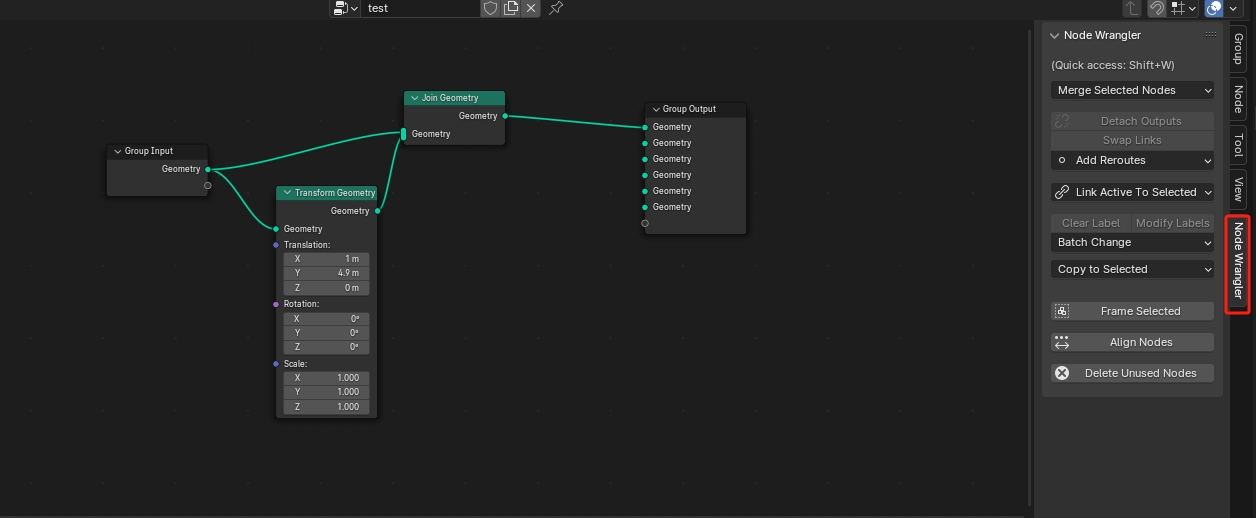 test
Node Wrangler
(Quick access: Shift+W)
Merge Selected Nodes
Detach Outputs
Swap Links
Add Reroutes
Link Active To Selected
Clear Label
Modify Labels
Batch Change
Copy to Selected
Frame Selected
Align Nodes
Delete Unused Nodes
Group
Node
Tool
View
Node Wrangler
Group Input
Geometry
Transform Geometry
Geometry
Geometry
Translation:
X 1 m
Y 4.9 m
Z 0 m
Rotation:
X 0°
Y 0°
Z 0°
Scale:
X 1.000
Y 1.000
Z 1.000
Join Geometry
Geometry
Geometry
Group Output
Geometry
Geometry
Geometry
Geometry
Geometry
Geometry